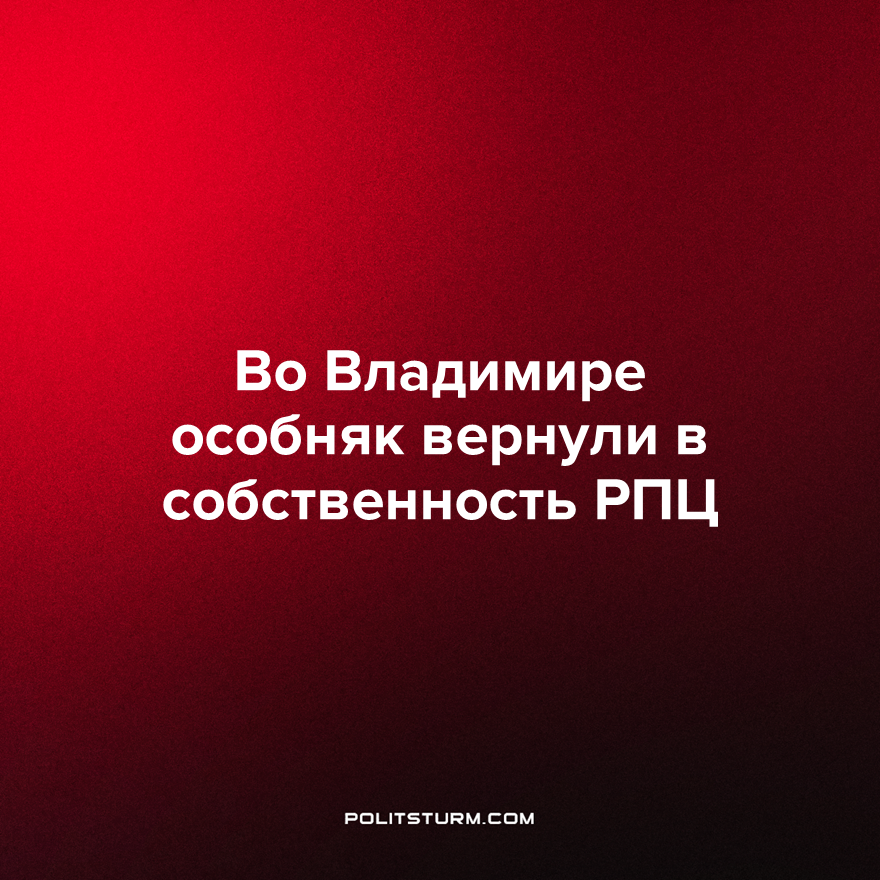 Во Владимире
особняк вернули в
собственность РПЦ
POLITSTURM.COM